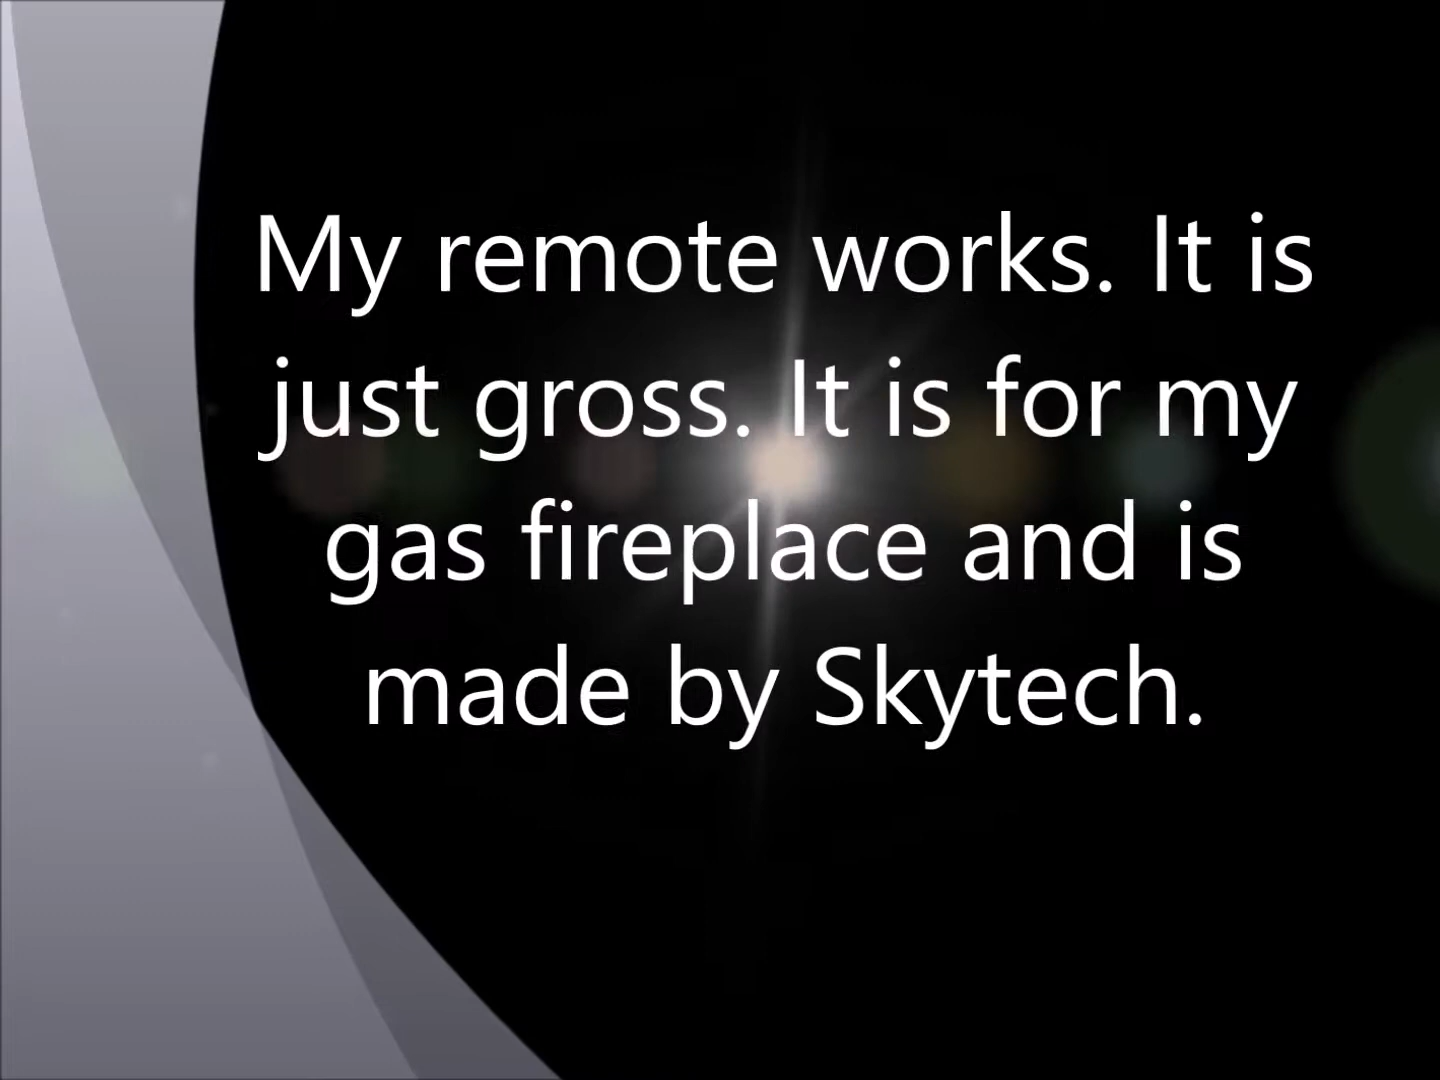 My remote works. It is
just gross. It is for my
gas fireplace and is
made by Skytech.